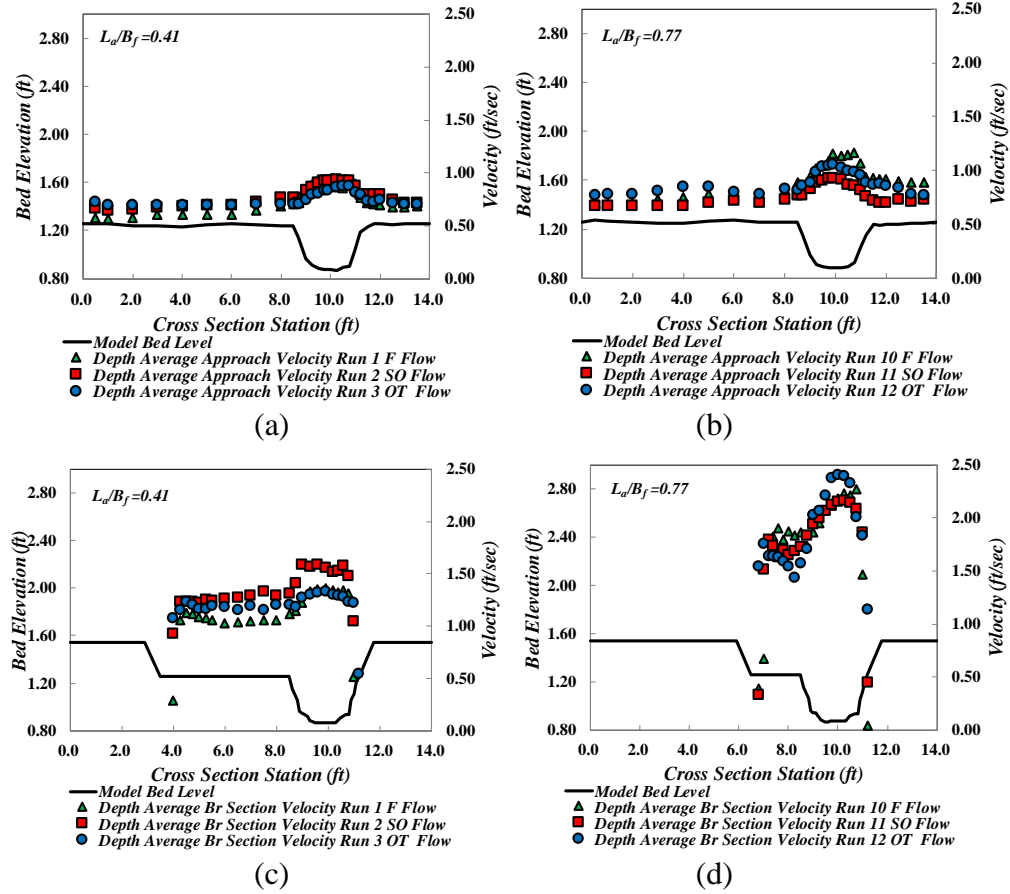 L_a/B_f =0.41
2.80
2.40
2.00
1.60
1.20
0.80
Bed Elevation (ft)
2.50
2.00
1.50
1.00
0.50
0.00
Velocity (ft/sec)
0.0 2.0 4.0 6.0 8.0 10.0 12.0 14.0
Cross Section Station (ft)
Model Bed Level
Depth Average Approach Velocity Run 1 F Flow
Depth Average Approach Velocity Run 2 SO Flow
Depth Average Approach Velocity Run 3 OT Flow
(a)
L_a/B_f =0.77
2.80
2.40
2.00
1.60
1.20
0.80
Bed Elevation (ft)
2.50
2.00
1.50
1.00
0.50
0.00
Velocity (ft/sec)
0.0 2.0 4.0 6.0 8.0 10.0 12.0 14.0
Cross Section Station (ft)
Model Bed Level
Depth Average Approach Velocity Run 10 F Flow
Depth Average Approach Velocity Run 11 SO Flow
Depth Average Approach Velocity Run 12 OT Flow
(b)
L_a/B_f =0.41
2.80
2.40
2.00
1.60
1.20
0.80
Bed Elevation (ft)
2.50
2.00
1.50
1.00
0.50
0.00
Velocity (ft/sec)
0.0 2.0 4.0 6.0 8.0 10.0 12.0 14.0
Cross Section Station (ft)
Model Bed Level
Depth Average Br Section Velocity Run 1 F Flow
Depth Average Br Section Velocity Run 2 SO Flow
Depth Average Br Section Velocity Run 3 OT Flow
(c)
L_a/B_f =0.77
2.80
2.40
2.00
1.60
1.20
0.80
Bed Elevation (ft)
2.50
2.00
1.50
1.00
0.50
0.00
Velocity (ft/sec)
0.0 2.0 4.0 6.0 8.0 10.0 12.0 14.0
Cross Section Station (ft)
Model Bed Level
Depth Average Br Section Velocity Run 10 F Flow
Depth Average Br Section Velocity Run 11 SO Flow
Depth Average Br Section Velocity Run 12 OT Flow
(d)